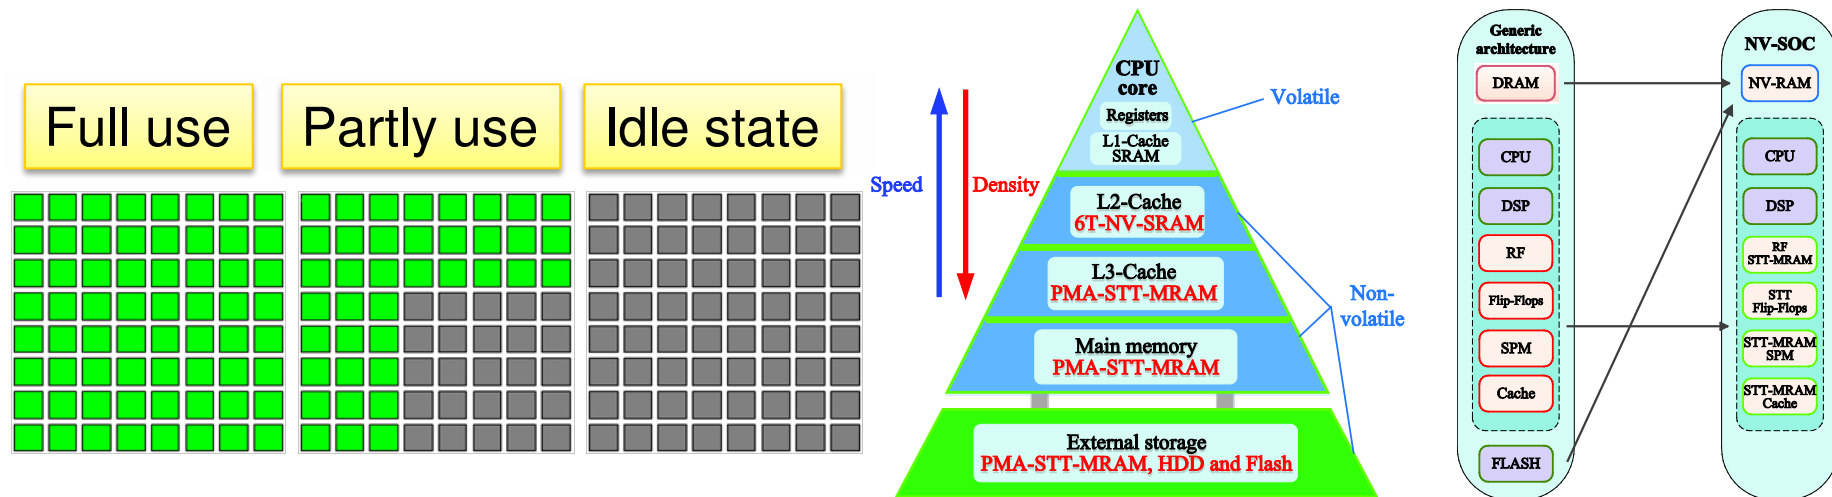 Full use
Partly use
Idle state
Speed
Density
CPU
core
Registers
L1-Cache
SRAM
L2-Cache
6T-NV-SRAM
L3-Cache
PMA-STT-MRAM
Main memory
PMA-STT-MRAM
External storage
PMA-STT-MRAM, HDD and Flash
Volatile
Non-
volatile
Generic
architecture
DRAM
CPU
DSP
RF
Flip-Flops
SPM
Cache
FLASH
NV-SOC
NV-RAM
CPU
DSP
RF
STT-MRAM
STT
Flip-Flops
STT-MRAM
SPM
STT-MRAM
Cache